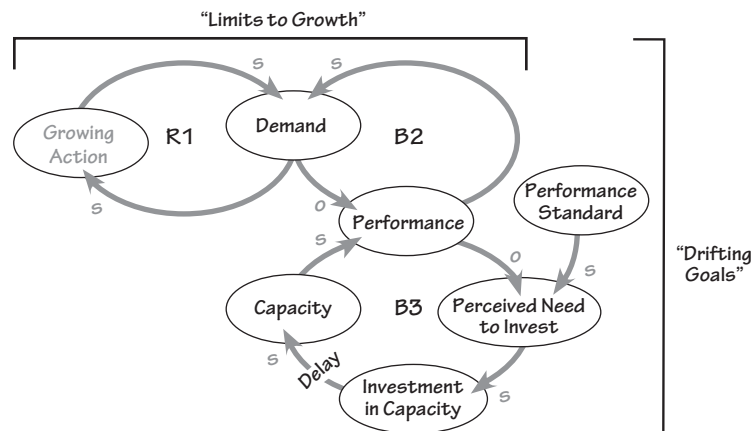 “Limits to Growth”
S
S
Growing
Action
R1
Demand
B2
S
O
Performance
Performance
Standard
S
O
S
“Drifting
Goals”
Capacity
B3
Perceived Need
to Invest
S
Delay
Investment
in Capacity
S